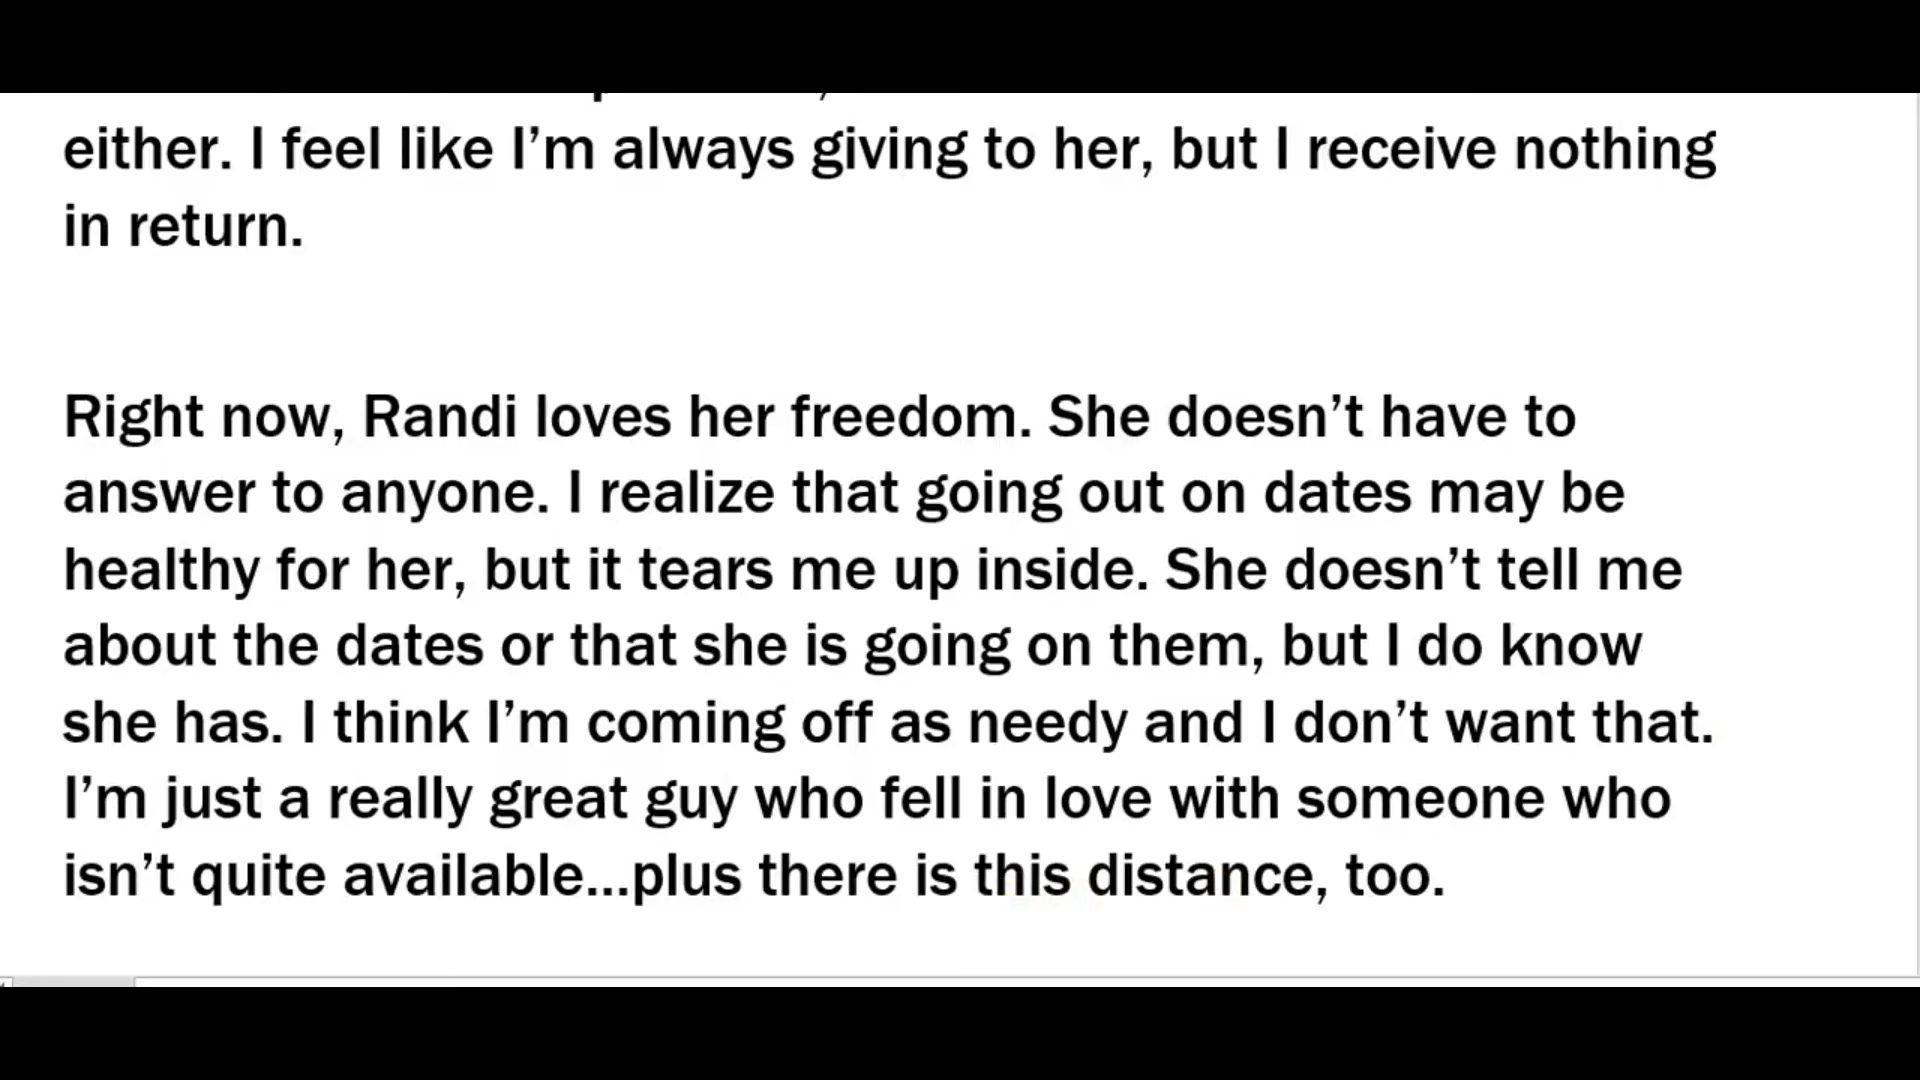 either. I feel like I’m always giving to her, but I receive nothing
in return.
Right now, Randi loves her freedom. She doesn’t have to
answer to anyone. I realize that going out on dates may be
healthy for her, but it tears me up inside. She doesn’t tell me
about the dates or that she is going on them, but I do know
she has. I think I’m coming off as needy and I don’t want that.
I’m just a really great guy who fell in love with someone who
isn’t quite available...plus there is this distance, too.